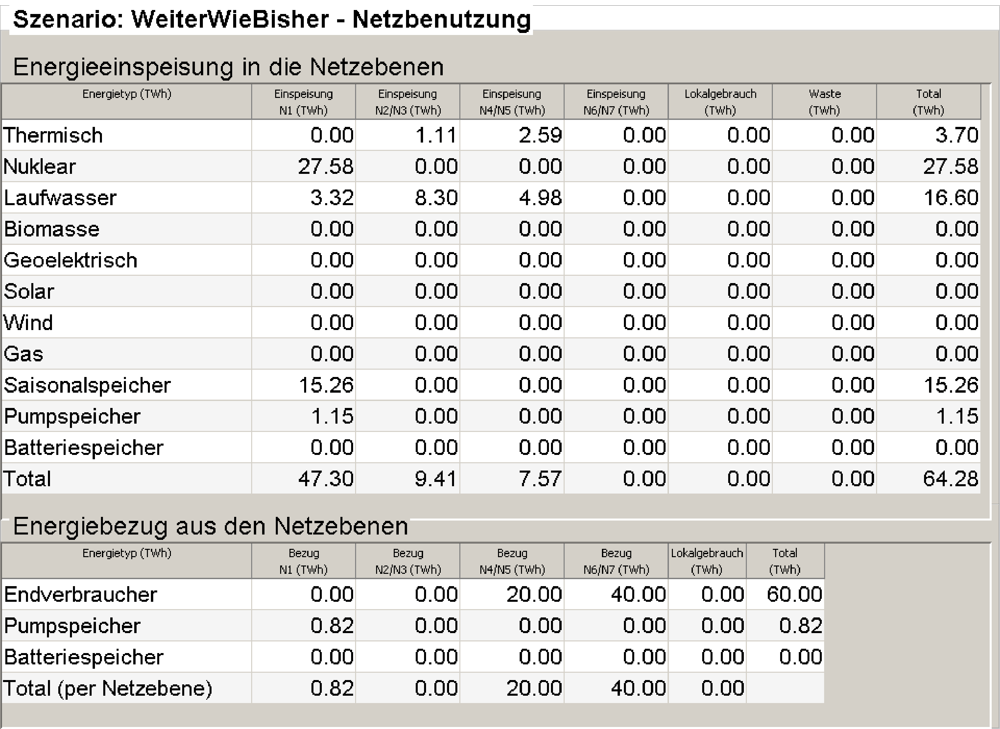 Szenario: WeiterWieBisher - Netzbenutzung
Energieeinspeisung in die Netzebenen
Energietyp (TWh) Einspeisung N1 (TWh) Einspeisung N2/N3 (TWh) Einspeisung N4/N5 (TWh) Einspeisung N6/N7 (TWh) Lokalgebrauch (TWh) Waste (TWh) Total (TWh)
Thermisch 0.00 1.11 2.59 0.00 0.00 0.00 3.70
Nuklear 27.58 0.00 0.00 0.00 0.00 0.00 27.58
Laufwasser 3.32 8.30 4.98 0.00 0.00 0.00 16.60
Biomasse 0.00 0.00 0.00 0.00 0.00 0.00 0.00
Geoelektrisch 0.00 0.00 0.00 0.00 0.00 0.00 0.00
Solar 0.00 0.00 0.00 0.00 0.00 0.00 0.00
Wind 0.00 0.00 0.00 0.00 0.00 0.00 0.00
Gas 0.00 0.00 0.00 0.00 0.00 0.00 0.00
Saisonalspeicher 15.26 0.00 0.00 0.00 0.00 0.00 15.26
Pumpspeicher 1.15 0.00 0.00 0.00 0.00 0.00 1.15
Batteriespeicher 0.00 0.00 0.00 0.00 0.00 0.00 0.00
Total 47.30 9.41 7.57 0.00 0.00 0.00 64.28
Energiebezug aus den Netzebenen
Energietyp (TWh) Bezug N1 (TWh) Bezug N2/N3 (TWh) Bezug N4/N5 (TWh) Bezug N6/N7 (TWh) Lokalgebrauch (TWh) Total (TWh)
Endverbraucher 0.00 0.00 20.00 40.00 0.00 60.00
Pumpspeicher 0.82 0.00 0.00 0.00 0.00 0.82
Batteriespeicher 0.00 0.00 0.00 0.00 0.00 0.00
Total (per Netzebene) 0.82 0.00 20.00 40.00 0.00